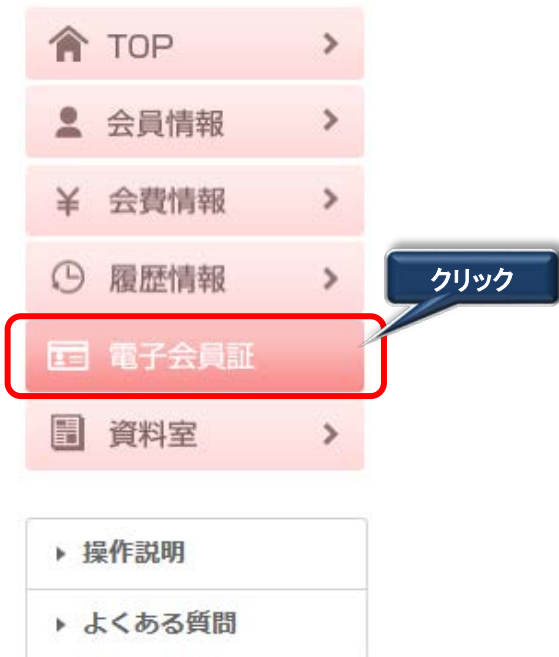 TOP
会員情報
会費情報
履歴情報
クリック
電子会員証
資料室
操作説明
よくある質問